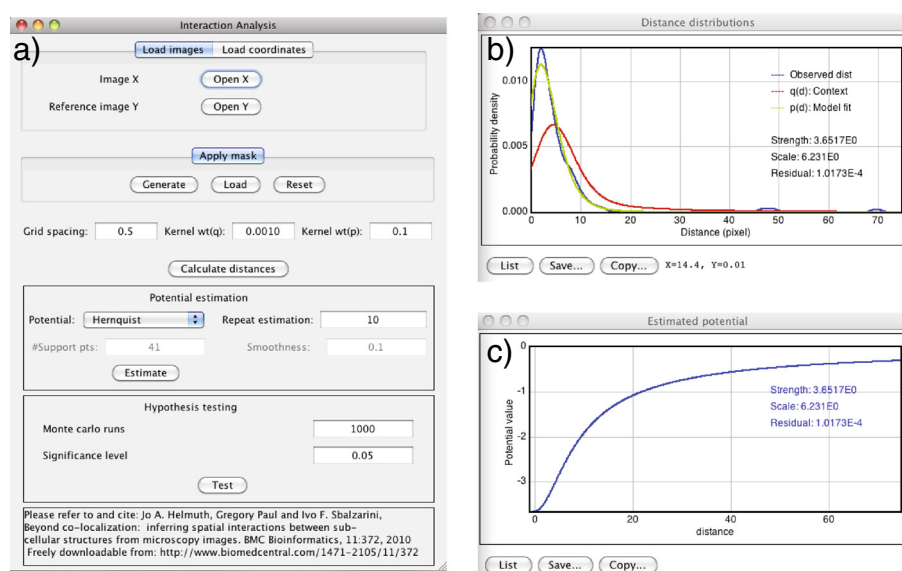 a)
Interaction Analysis
Load images Load coordinates
Image X Open X
Reference image Y Open Y
Apply mask
Generate Load Reset
Grid spacing: 0.5 Kernel wt(q): 0.0010 Kernel wt(p): 0.1
Calculate distances
Potential estimation
Potential: Hernquist Repeat estimation: 10
#Support pts: 41 Smoothness: 0.1
Estimate
Hypothesis testing
Monte carlo runs 1000
Significance level 0.05
Test
Please refer to and cite: Jo A. Helmuth, Gregory Paul and Ivo F. Sbalzarini,
Beyond co-localization: inferring spatial interactions between sub-
cellular structures from microscopy images. BMC Bioinformatics, 11:372, 2010
Freely downloadable from: http://www.biomedcentral.com/1471-2105/11/372
b)
Distance distributions
Probability density
0.010
0.005
0.000
Observed dist
q(d): Context
p(d): Model fit
Strength: 3.6517E0
Scale: 6.231E0
Residual: 1.0173E-4
0 10 20 30 40 50 60 70
Distance (pixel)
List Save... Copy... X=14.4, Y=0.01
c)
Estimated potential
Potential value
0
-1
-2
-3
Strength: 3.6517E0
Scale: 6.231E0
Residual: 1.0173E-4
0 20 40 60
distance
List Save... Copy...